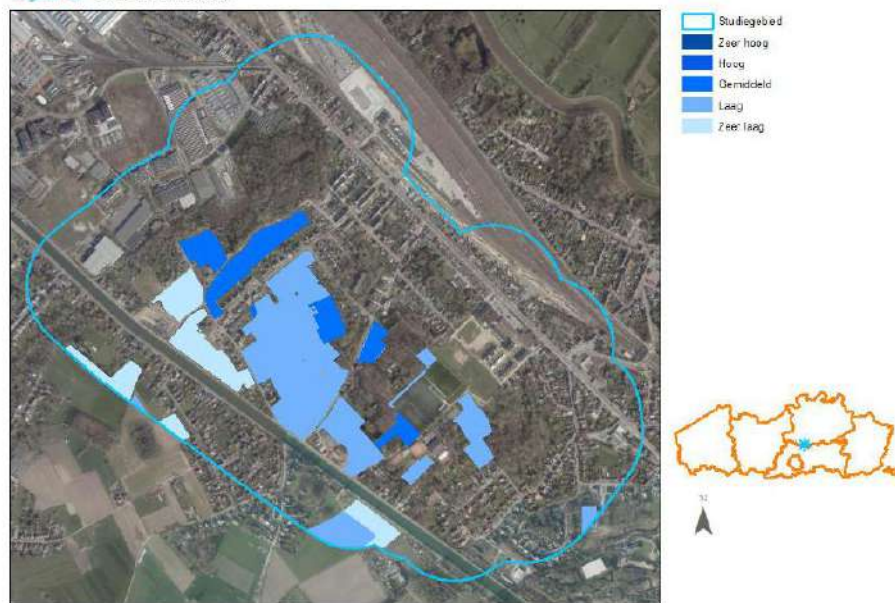 Studiegebied
Zeer hoog
Hoog
Gemiddeld
Laag
Zeer laag